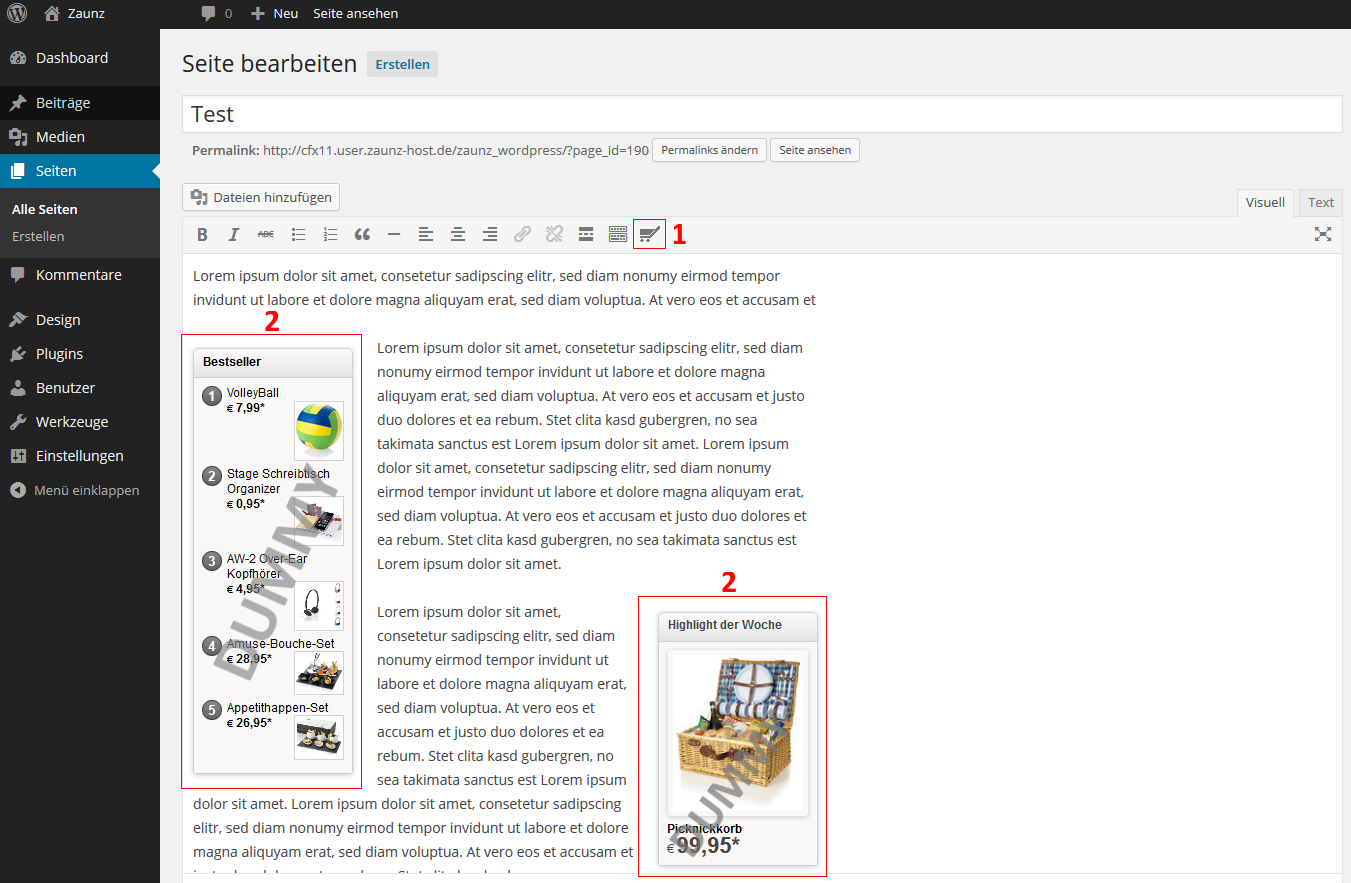 Zaunz
0
Neu
Seite ansehen
Dashboard
Beiträge
Medien
Seiten
Alle Seiten
Erstellen
Kommentare
Design
Plugins
Benutzer
Werkzeuge
Einstellungen
Menü einklappen
Seite bearbeiten
Erstellen
Test
Permalink: http://cfx11.user.zaunz-host.de/zaunz_wordpress/?page_id=190
Permalinks ändern
Seite ansehen
Dateien hinzufügen
Visuell
Text
B
I
ABC
1
Lorem ipsum dolor sit amet, consetetur sadipscing elitr, sed diam nonumy eirmod tempor
invidunt ut labore et dolore magna aliquyam erat, sed diam voluptua. At vero eos et accusam et
2
Bestseller
1 VolleyBall
€ 7,99*
2 Stage Schreibtisch
Organizer
€ 0,95*
3 AW-2 Over-Ear
Kopfhörer
€ 4,95*
4 Amuse-Bouche-Set
€ 28,95*
5 Appetithappen-Set
€ 26,95*
DUMMY
Lorem ipsum dolor sit amet, consetetur sadipscing elitr, sed diam
nonumy eirmod tempor invidunt ut labore et dolore magna
aliquyam erat, sed diam voluptua. At vero eos et accusam et justo
duo dolores et ea rebum. Stet clita kasd gubergren, no sea
takimata sanctus est Lorem ipsum dolor sit amet. Lorem ipsum
dolor sit amet, consetetur sadipscing elitr, sed diam nonumy
eirmod tempor invidunt ut labore et dolore magna aliquyam erat,
sed diam voluptua. At vero eos et accusam et justo duo dolores et
ea rebum. Stet clita kasd gubergren, no sea takimata sanctus est
Lorem ipsum dolor sit amet.
Lorem ipsum dolor sit amet,
consetetur sadipscing elitr, sed diam
nonumy eirmod tempor invidunt ut
labore et dolore magna aliquyam erat,
sed diam voluptua. At vero eos et
accusam et justo duo dolores et ea
rebum. Stet clita kasd gubergren, no
sea takimata sanctus est Lorem ipsum
dolor sit amet. Lorem ipsum dolor sit amet, consetetur sadipscing
elitr, sed diam nonumy eirmod tempor invidunt ut labore et dolore
magna aliquyam erat, sed diam voluptua. At vero eos et accusam et
2
Highlight der Woche
DUMMY
Picknickkorb
€ 99,95*